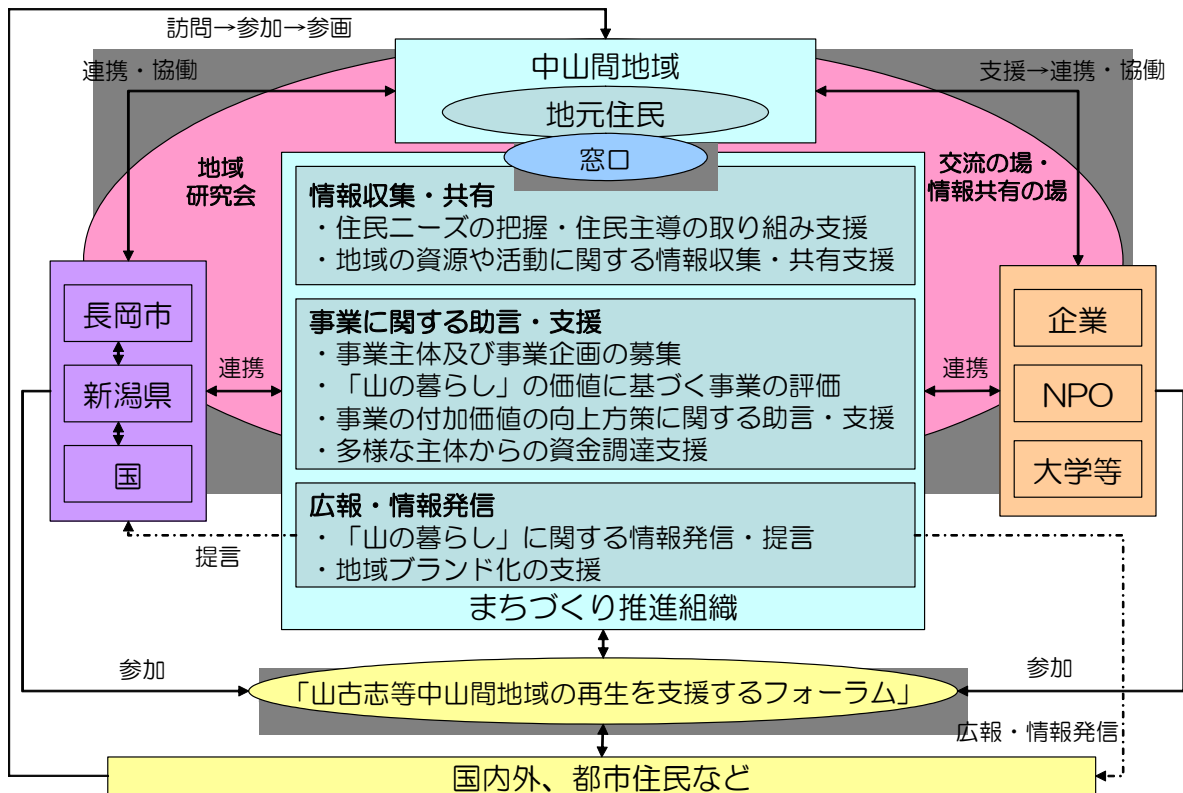 訪問→参加→参画
連携・協働
中山間地域
支援→連携・協働
地元住民
窓口
地域
研究会
交流の場・
情報共有の場
情報収集・共有
・住民ニーズの把握・住民主導の取り組み支援
・地域の資源や活動に関する情報収集・共有支援
長岡市
新潟県
国
連携
事業に関する助言・支援
・事業主体及び事業企画の募集
・「山の暮らし」の価値に基づく事業の評価
・事業の付加価値の向上方策に関する助言・支援
・多様な主体からの資金調達支援
連携
企業
NPO
大学等
広報・情報発信
・「山の暮らし」に関する情報発信・提言
・地域ブランド化の支援
提言
まちづくり推進組織
参加
「山古志等中山間地域の再生を支援するフォーラム」
参加
広報・情報発信
国内外、都市住民など